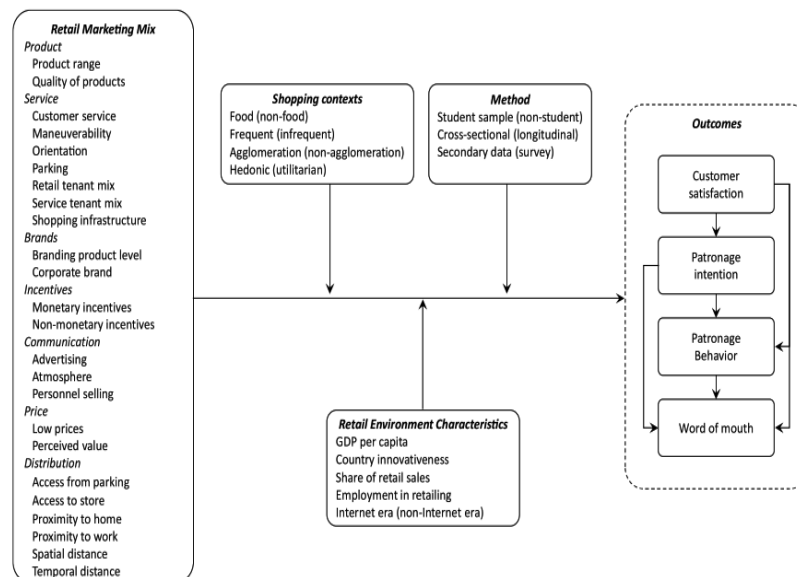 Retail Marketing Mix
Product
Product range
Quality of products
Service
Customer service
Maneuverability
Orientation
Parking
Retail tenant mix
Service tenant mix
Shopping infrastructure
Brands
Branding product level
Corporate brand
Incentives
Monetary incentives
Non-monetary incentives
Communication
Advertising
Atmosphere
Personnel selling
Price
Low prices
Perceived value
Distribution
Access from parking
Access to store
Proximity to home
Proximity to work
Spatial distance
Temporal distance
Shopping contexts
Food (non-food)
Frequent (infrequent)
Agglomeration (non-agglomeration)
Hedonic (utilitarian)
Method
Student sample (non-student)
Cross-sectional (longitudinal)
Secondary data (survey)
Retail Environment Characteristics
GDP per capita
Country innovativeness
Share of retail sales
Employment in retailing
Internet era (non-Internet era)
Outcomes
Customer
satisfaction
Patronage
intention
Patronage
Behavior
Word of mouth